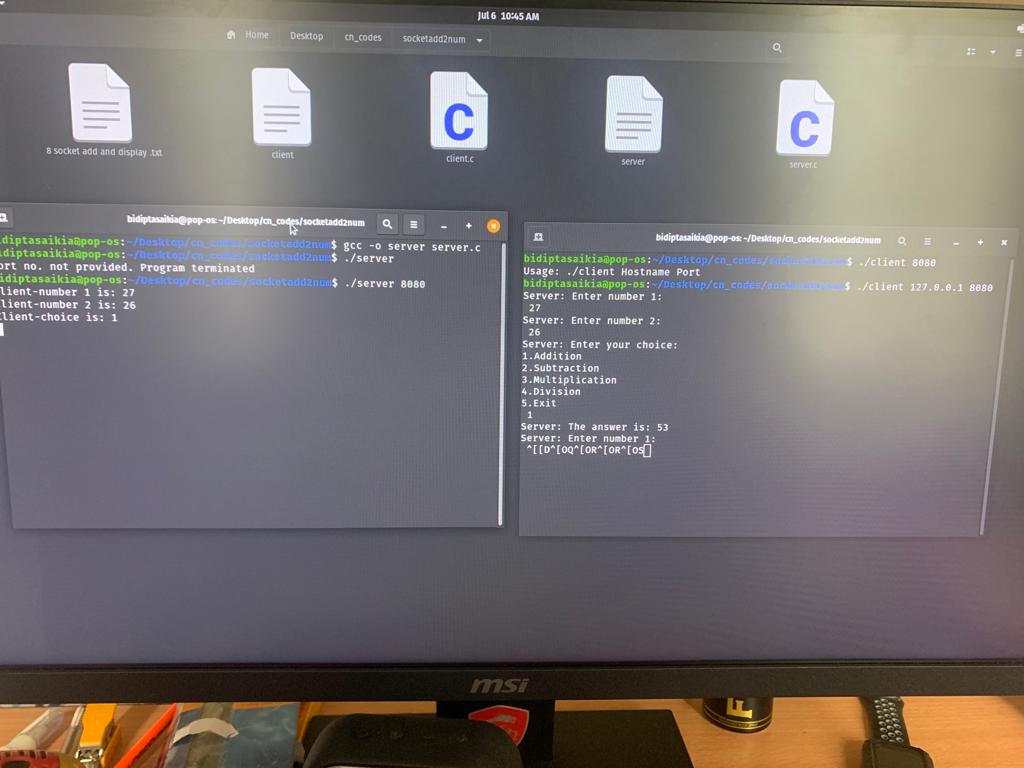 Jul 6 10:45 AM
Home Desktop cn_codes socketadd2num
8 socket add and display .txt
client
client.c
server
server.c
bidiptasaikia@pop-os: ~/Desktop/cn_codes/socketadd2num
idiptasaikia@pop-os:~/Desktop/cn_codes/socketadd2num$ gcc -o server server.c
idiptasaikia@pop-os:~/Desktop/cn_codes/socketadd2num$ ./server
ort no. not provided. Program terminated
idiptasaikia@pop-os:~/Desktop/cn_codes/socketadd2num$ ./server 8080
lient-number 1 is: 27
lient-number 2 is: 26
Client-choice is: 1
bidiptasaikia@pop-os: ~/Desktop/cn_codes/socketadd2num
bidiptasaikia@pop-os:~/Desktop/cn_codes/socketadd2num$ ./client 8080
Usage: ./client Hostname Port
bidiptasaikia@pop-os:~/Desktop/cn_codes/socketadd2num$ ./client 127.0.0.1 8080
Server: Enter number 1:
27
Server: Enter number 2:
26
Server: Enter your choice:
1.Addition
2.Subtraction
3.Multiplication
4.Division
5.Exit
1
Server: The answer is: 53
Server: Enter number 1:
^[[D^[OQ^[OR^[OR^[OS
msi